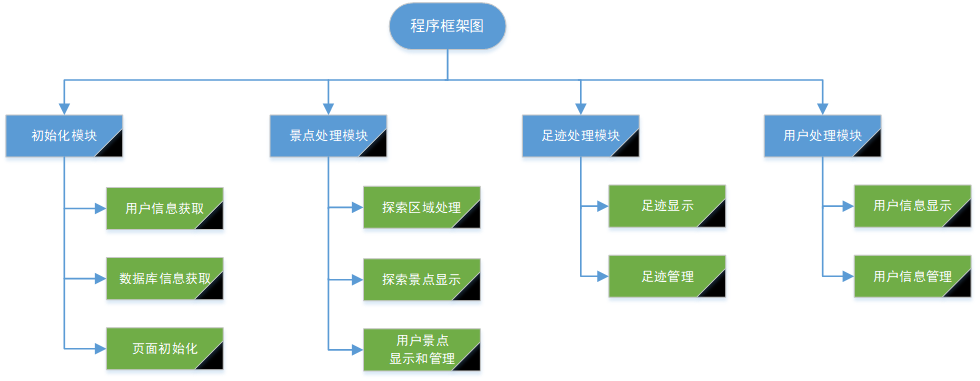 程序框架图
初始化模块
景点处理模块
足迹处理模块
用户处理模块
用户信息获取
数据库信息获取
页面初始化
探索区域处理
探索景点显示
用户景点
显示和管理
足迹显示
足迹管理
用户信息显示
用户信息管理